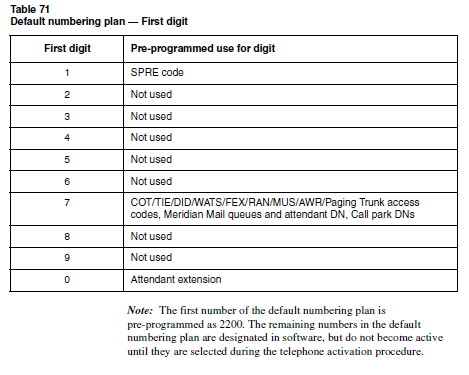 Table 71
Default numbering plan — First digit
First digit Pre-programmed use for digit
1 SPRE code
2 Not used
3 Not used
4 Not used
5 Not used
6 Not used
7 COT/TIE/DID/WATS/FEX/RAN/MUS/AWR/Paging Trunk access
codes, Meridian Mail queues and attendant DN, Call park DNs
8 Not used
9 Not used
0 Attendant extension
Note: The first number of the default numbering plan is
pre-programmed as 2200. The remaining numbers in the default
numbering plan are designated in software, but do not become active
until they are selected during the telephone activation procedure.